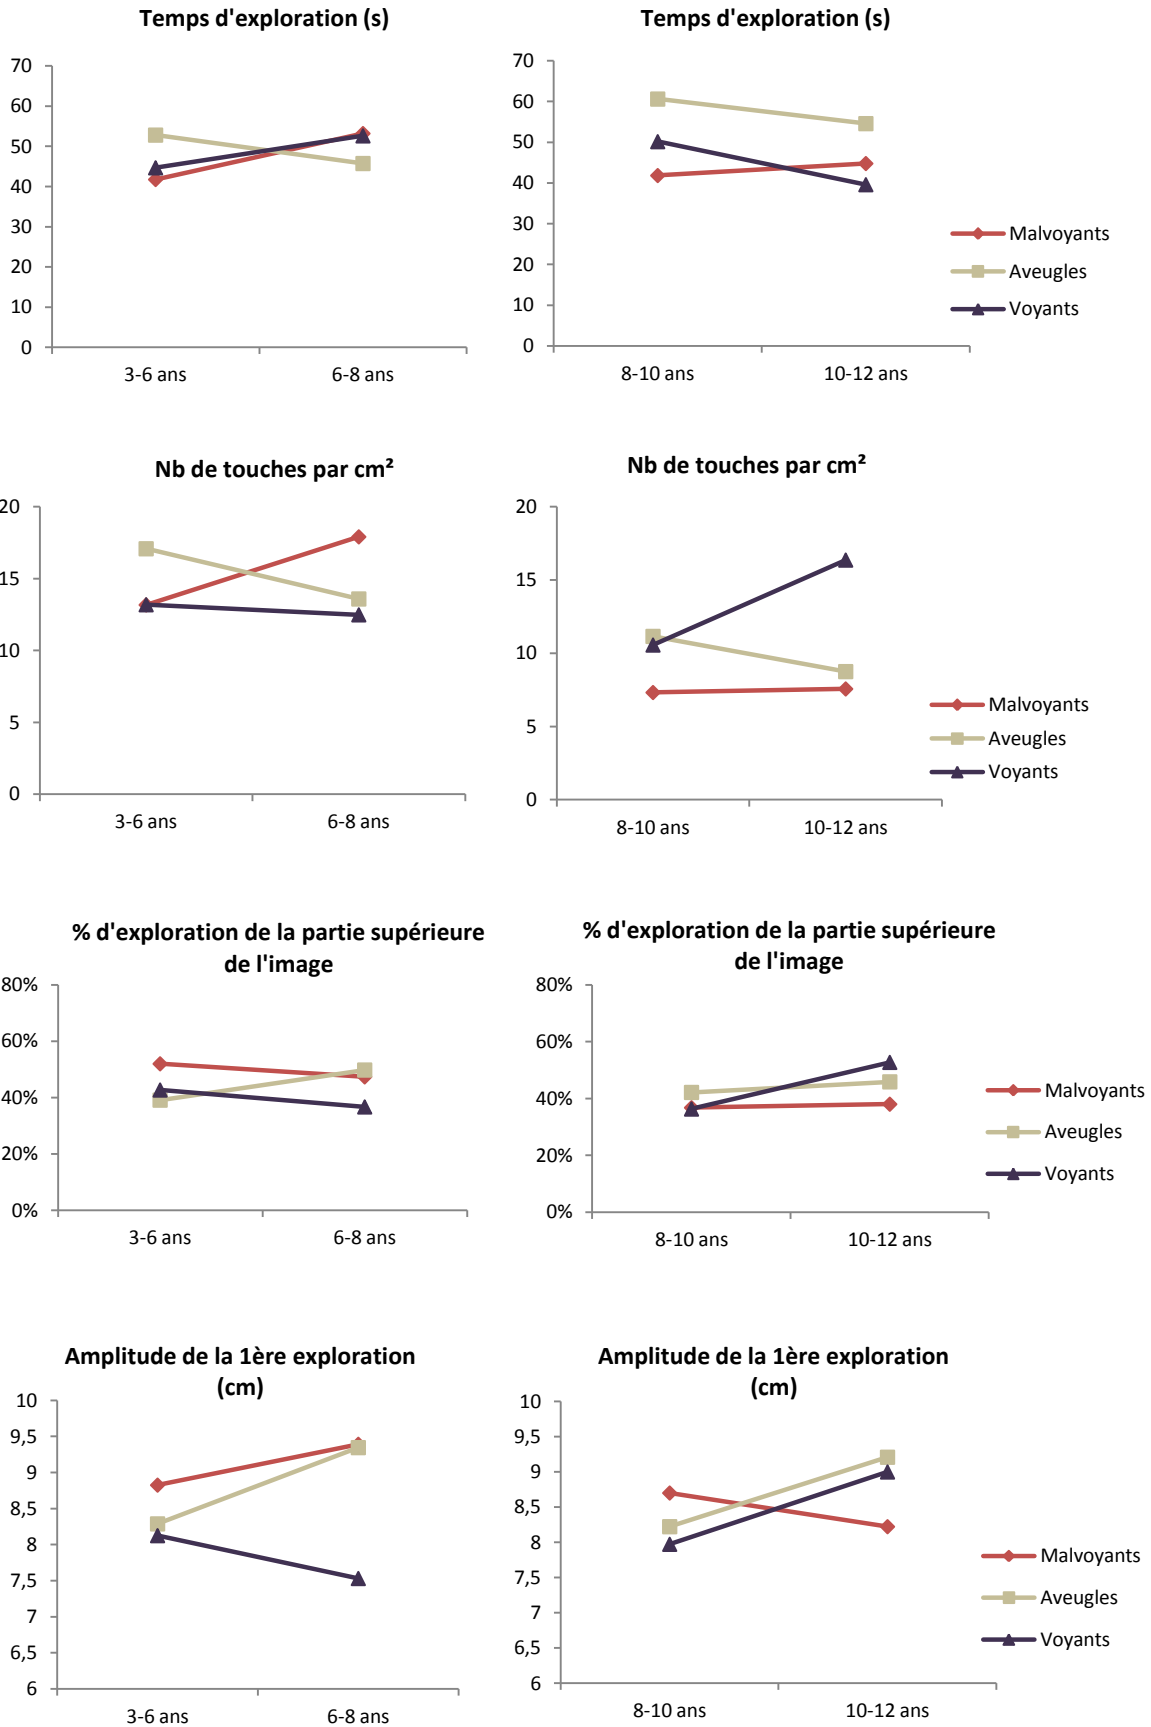 Temps d'exploration (s)
70
60
50
40
30
20
10
0
3-6 ans
6-8 ans
Temps d'exploration (s)
70
60
50
40
30
20
10
0
8-10 ans
10-12 ans
Malvoyants
Aveugles
Voyants
Nb de touches par cm²
20
15
10
5
0
3-6 ans
6-8 ans
Nb de touches par cm²
20
15
10
5
0
8-10 ans
10-12 ans
Malvoyants
Aveugles
Voyants
% d'exploration de la partie supérieure
de l'image
80%
60%
40%
20%
0%
3-6 ans
6-8 ans
% d'exploration de la partie supérieure
de l'image
80%
60%
40%
20%
0%
8-10 ans
10-12 ans
Malvoyants
Aveugles
Voyants
Amplitude de la 1ère exploration
(cm)
10
9,5
9
8,5
8
7,5
7
6,5
6
3-6 ans
6-8 ans
Amplitude de la 1ère exploration
(cm)
10
9,5
9
8,5
8
7,5
7
6,5
6
8-10 ans
10-12 ans
Malvoyants
Aveugles
Voyants